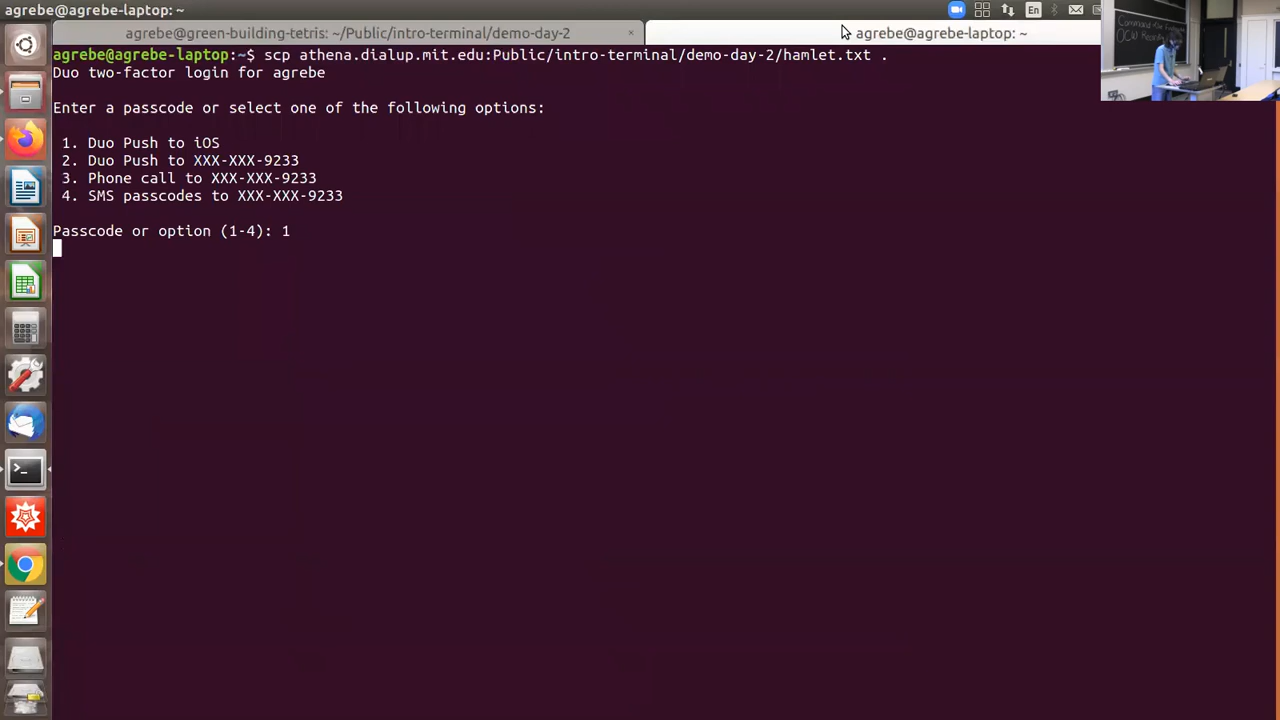 agrebe@agrebe-laptop: ~
En
agrebe@green-building-tetris: ~/Public/intro-terminal/demo-day-2 ×
agrebe@agrebe-laptop: ~
agrebe@agrebe-laptop:~$ scp athena.dialup.mit.edu:Public/intro-terminal/demo-day-2/hamlet.txt .
Duo two-factor login for agrebe
Enter a passcode or select one of the following options:
1. Duo Push to iOS
2. Duo Push to XXX-XXX-9233
3. Phone call to XXX-XXX-9233
4. SMS passcodes to XXX-XXX-9233
Passcode or option (1-4): 1